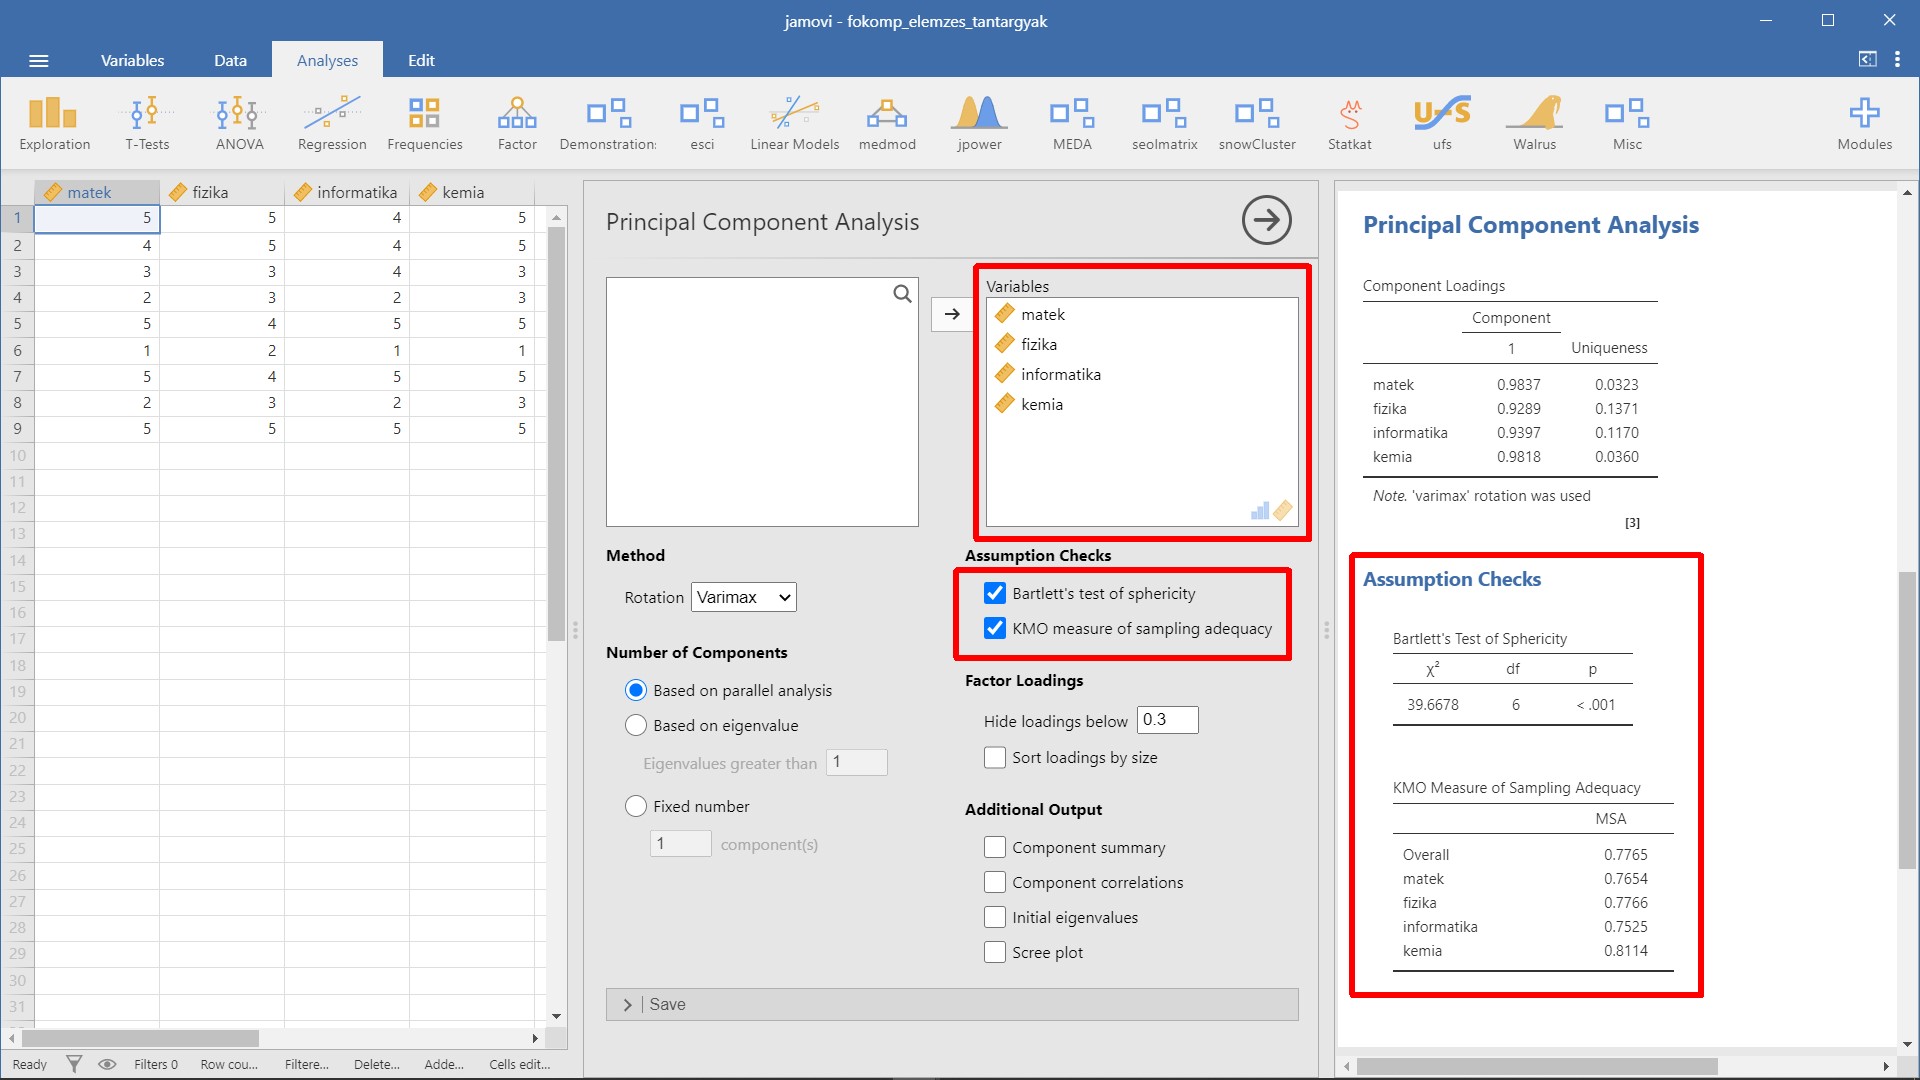 jamovi - fokomp_elemzes_tantargyak
Variables Data Analyses Edit
Exploration T-Tests ANOVA Regression Frequencies Factor Demonstration: esci Linear Models medmod jpower MEDA seolmatrix snowCluster Statkat ufs Walrus Misc Modules
matek fizika informatika kemia
1 5 5 4 5
2 4 5 4 5
3 3 3 4 3
4 2 3 2 3
5 5 4 5 5
6 1 2 1 1
7 5 4 5 5
8 2 3 2 3
9 5 5 5 5
10
11
12
13
14
15
16
17
18
19
20
21
22
23
24
25
26
27
28
29
30
31
Ready Filters 0 Row cou... Filtere... Delete... Adde... Cells edit...
Principal Component Analysis
Variables
matek
fizika
informatika
kemia
Method
Rotation Varimax
Number of Components
Based on parallel analysis
Based on eigenvalue
Eigenvalues greater than 1
Fixed number
1 component(s)
Assumption Checks
Bartlett's test of sphericity
KMO measure of sampling adequacy
Factor Loadings
Hide loadings below 0.3
Sort loadings by size
Additional Output
Component summary
Component correlations
Initial eigenvalues
Scree plot
Save
Principal Component Analysis
Component Loadings
Component
1 Uniqueness
matek 0.9837 0.0323
fizika 0.9289 0.1371
informatika 0.9397 0.1170
kemia 0.9818 0.0360
Note. 'varimax' rotation was used
[3]
Assumption Checks
Bartlett's Test of Sphericity
χ² df p
39.6678 6 < .001
KMO Measure of Sampling Adequacy
MSA
Overall 0.7765
matek 0.7654
fizika 0.7766
informatika 0.7525
kemia 0.8114